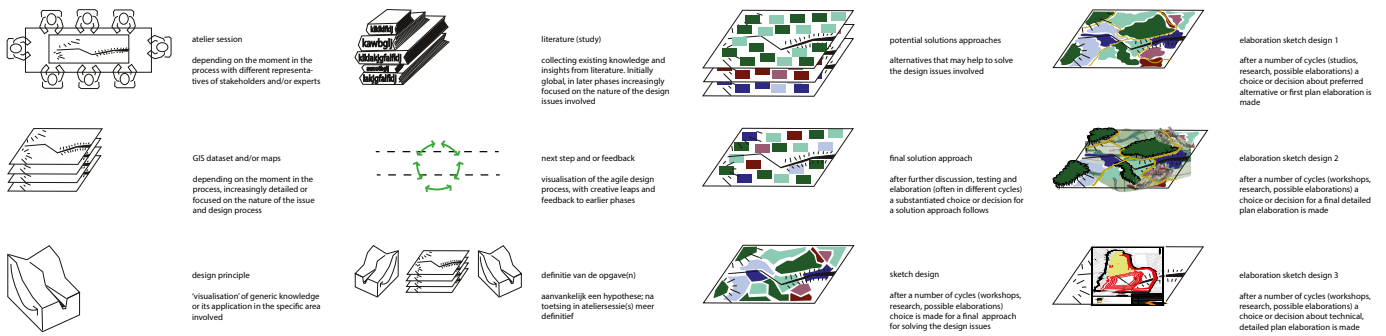 atelier session
depending on the moment in the
process with different representa-
tives of stakeholders and/or experts
GIS dataset and/or maps
depending on the moment in the
process, increasingly detailed or
focused on the nature of the issue
and design process
design principle
‘visualisation’ of generic knowledge
or its application in the specific area
involved
kawbglj
literature (study)
collecting existing knowledge and
insights from literature. Initially
global, in later phases increasingly
focused on the nature of the design
issues involved
next step and or feedback
visualisation of the agile design
process, with creative leaps and
feedback to earlier phases
definitie van de opgave(n)
aanvankelijk een hypothese; na
toetsing in ateliersessie(s) meer
definitief
potential solutions approaches
alternatives that may help to solve
the design issues involved
final solution approach
after further discussion, testing and
elaboration (often in different cycles)
a substantiated choice or decision for
a solution approach follows
sketch design
after a number of cycles (workshops,
research, possible elaborations)
choice is made for a final approach
for solving the design issues
elaboration sketch design 1
after a number of cycles (studios,
research, possible elaborations) a
choice or decision about preferred
alternative or first plan elaboration is
made
elaboration sketch design 2
after a number of cycles (workshops,
research, possible elaborations) a
choice or decision for a final detailed
plan elaboration is made
elaboration sketch design 3
after a number of cycles (workshops,
research, possible elaborations) a
choice or decision about technical,
detailed plan elaboration is made